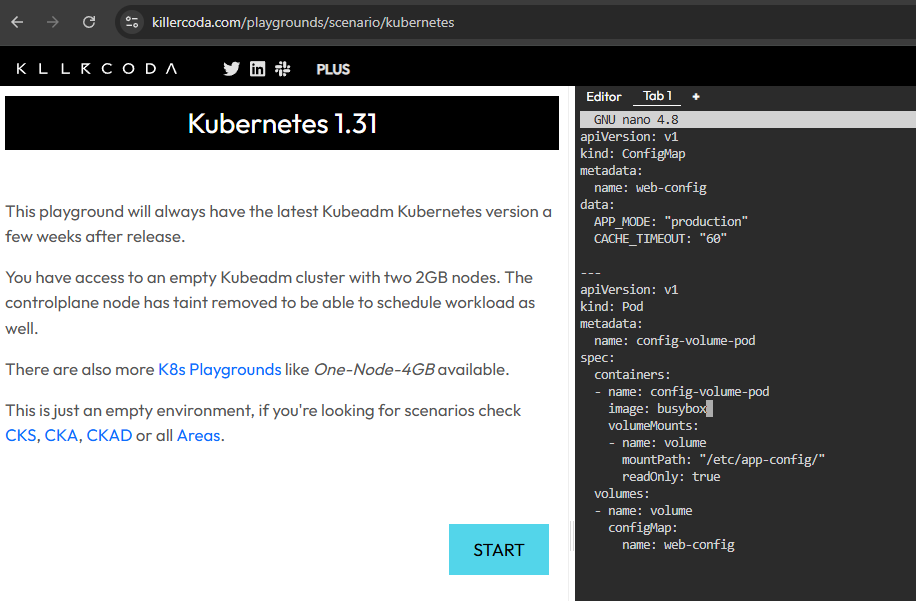 killercoda.com/playgrounds/scenario/kubernetes
KLLRCODA
PLUS
Kubernetes 1.31
This playground will always have the latest Kubeadm Kubernetes version a
few weeks after release.
You have access to an empty Kubeadm cluster with two 2GB nodes. The
controlplane node has taint removed to be able to schedule workload as
well.
There are also more K8s Playgrounds like One-Node-4GB available.
This is just an empty environment, if you're looking for scenarios check
CKS, CKA, CKAD or all Areas.
START
Editor Tab 1 +
GNU nano 4.8
apiVersion: v1
kind: ConfigMap
metadata:
  name: web-config
data:
  APP_MODE: "production"
  CACHE_TIMEOUT: "60"
---
apiVersion: v1
kind: Pod
metadata:
  name: config-volume-pod
spec:
  containers:
  - name: config-volume-pod
    image: busybox
    volumeMounts:
    - name: volume
      mountPath: "/etc/app-config/"
      readOnly: true
  volumes:
  - name: volume
    configMap:
      name: web-config